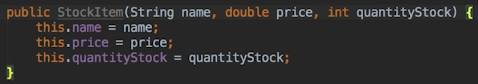 public StockItem(String name, double price, int quantityStock) {
this.name = name;
this.price = price;
this.quantityStock = quantityStock;
}